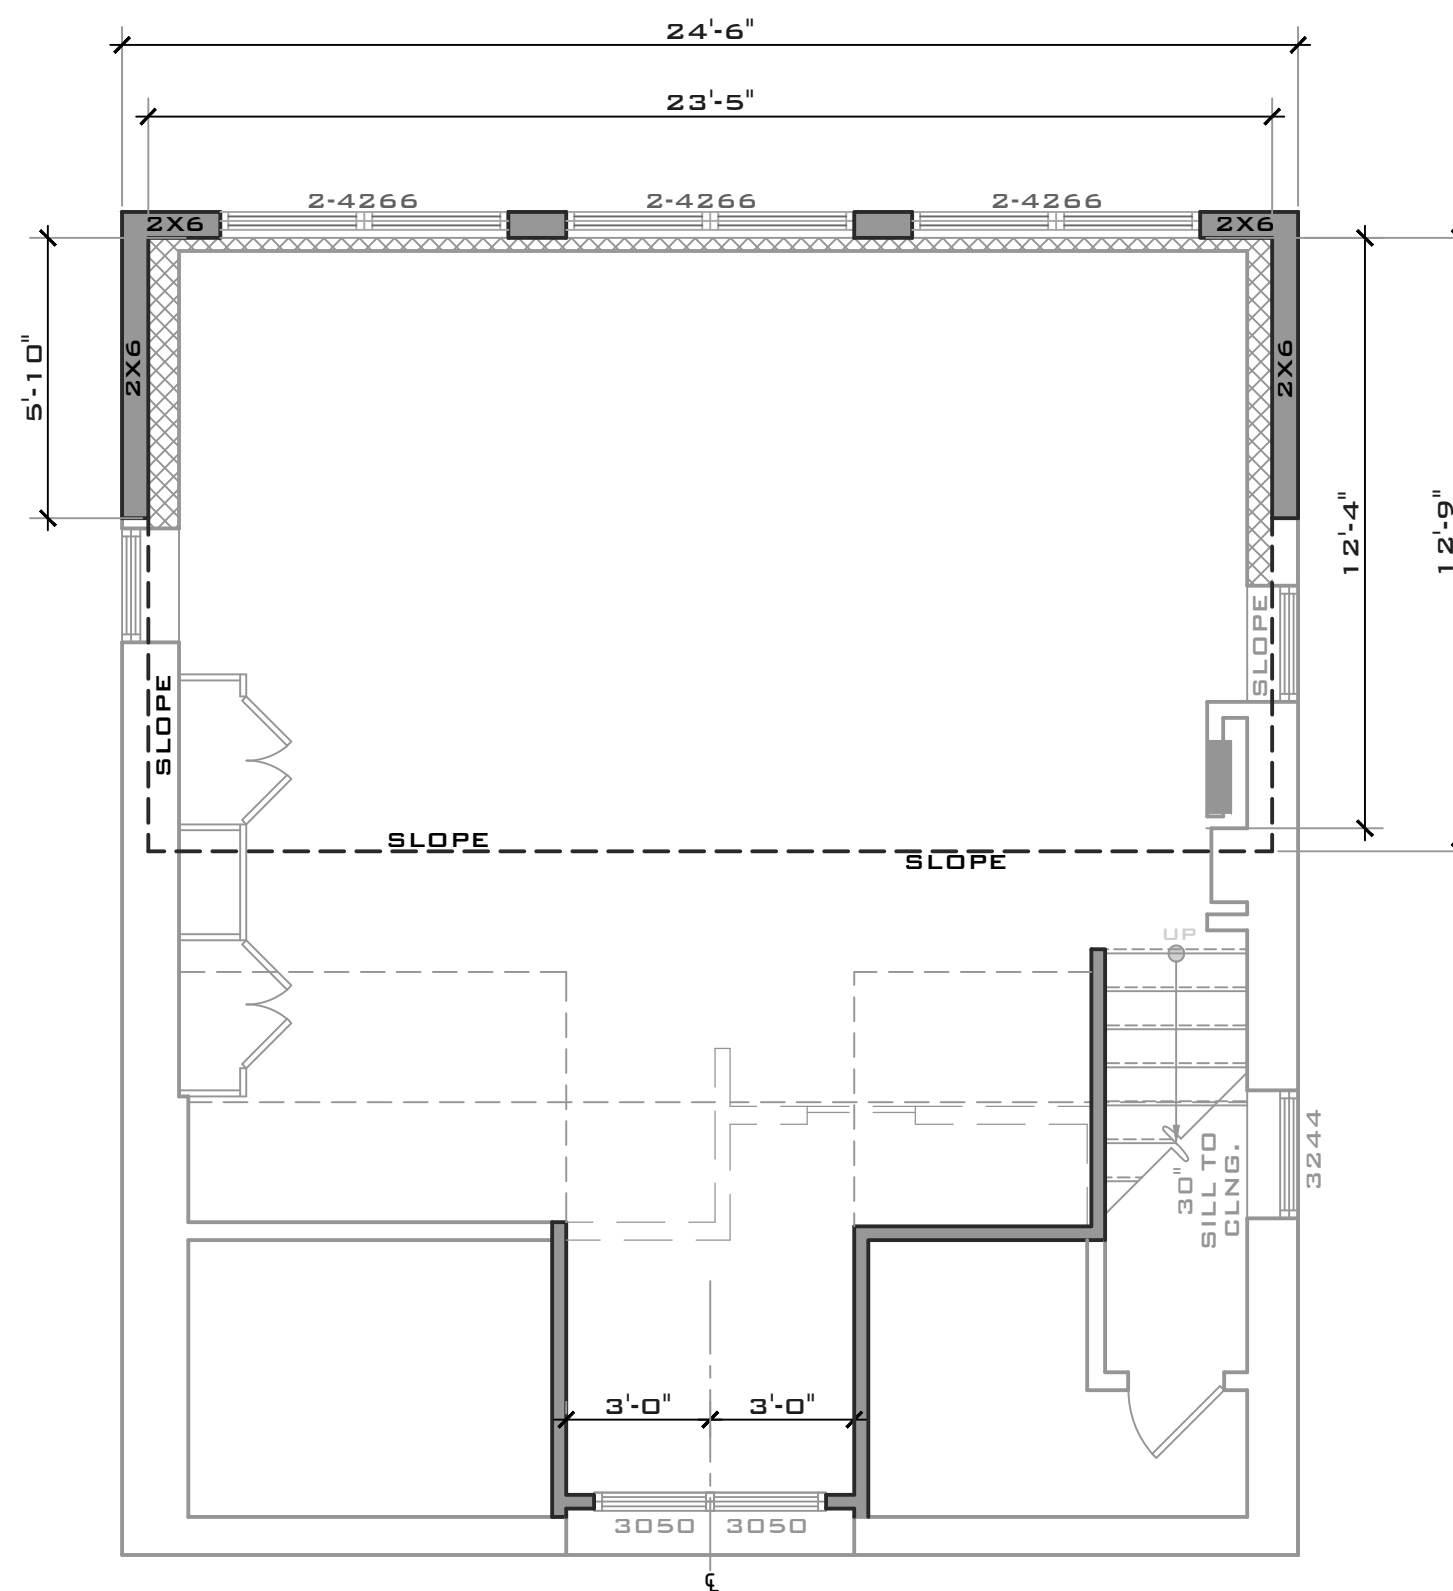 24'-6"
23'-5"
2-4266
2-4266
2-4266
2X6
2X6
5'-10"
2X6
2X6
12'-4"
12'-9"
SLOPE
SLOPE
SLOPE
SLOPE
UP
30"
SILL TO
CLNG.
3244
3'-0"
3'-0"
3050
3050
℄